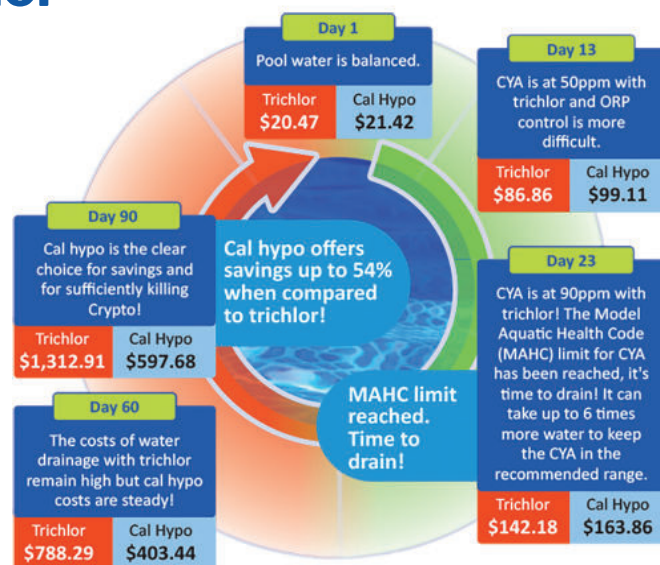 Day 1
Pool water is balanced.
Trichlor
$20.47
Cal Hypo
$21.42
Day 13
CYA is at 50ppm with
trichlor and ORP
control is more
difficult.
Trichlor
$86.86
Cal Hypo
$99.11
Day 23
CYA is at 90ppm with
trichlor! The Model
Aquatic Health Code
(MAHC) limit for CYA
has been reached, it's
time to drain! It can
take up to 6 times
more water to keep
the CYA in the
recommended range.
Trichlor
$142.18
Cal Hypo
$163.86
MAHC limit
reached.
Time to
drain!
Day 60
The costs of water
drainage with trichlor
remain high but cal hypo
costs are steady!
Trichlor
$788.29
Cal Hypo
$403.44
Day 90
Cal hypo is the clear
choice for savings and
for sufficiently killing
Crypto!
Trichlor
$1,312.91
Cal Hypo
$597.68
Cal hypo offers
savings up to 54%
when compared
to trichlor!